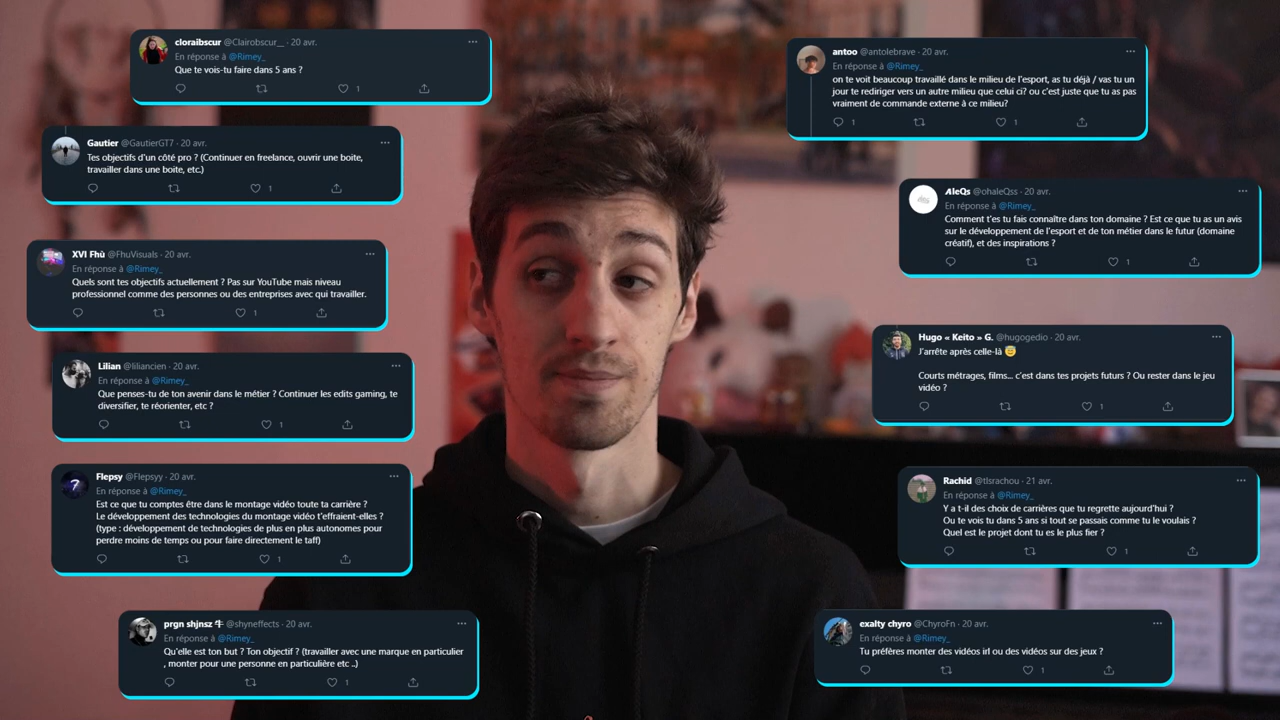 cloraibscur @Clairobscur__ · 20 avr.
En réponse à @Rimey_
Que te vois-tu faire dans 5 ans ?
1
Gautier @GautierGT7 · 20 avr.
Tes objectifs d'un côté pro ? (Continuer en freelance, ouvrir une boite,
travailler dans une boite, etc.)
1
XVI Fhù @FhuVisuals · 20 avr.
En réponse à @Rimey_
Quels sont tes objectifs actuellement ? Pas sur YouTube mais niveau
professionnel comme des personnes ou des entreprises avec qui travailler.
1
Lilian @liliancien · 20 avr.
En réponse à @Rimey_
Que penses-tu de ton avenir dans le métier ? Continuer les edits gaming, te
diversifier, te réorienter, etc ?
1
Flepsy @Flepsyy · 20 avr.
En réponse à @Rimey_
Est ce que tu comptes être dans le montage vidéo toute ta carrière ?
Le développement des technologies du montage vidéo t'effraient-elles ?
(type : développement de technologies de plus en plus autonomes pour
perdre moins de temps ou pour faire directement le taff)
1
prgn shjnsz 牛 @shyneffects · 20 avr.
En réponse à @Rimey_
Qu'elle est ton but ? Ton objectif ? (travailler avec une marque en particulier
, monter pour une personne en particulière etc ..)
1
antoo @antolebrave · 20 avr.
En réponse à @Rimey_
on te voit beaucoup travaillé dans le milieu de l'esport, as tu déjà / vas tu un
jour te rediriger vers un autre milieu que celui ci? ou c'est juste que tu as pas
vraiment de commande externe à ce milieu?
1 1
AleQs @ohaleQss · 20 avr.
En réponse à @Rimey_
Comment t'es tu fais connaître dans ton domaine ? Est ce que tu as un avis
sur le développement de l'esport et de ton métier dans le futur (domaine
créatif), et des inspirations ?
1
Hugo « Keito » G. @hugogedio · 20 avr.
J'arrête après celle-là 😇
Courts métrages, films... c'est dans tes projets futurs ? Ou rester dans le jeu
vidéo ?
1
Rachid @tlsrachou · 21 avr.
En réponse à @Rimey_
Y a t-il des choix de carrières que tu regrette aujourd'hui ?
Ou te vois tu dans 5 ans si tout se passais comme tu le voulais ?
Quel est le projet dont tu es le plus fier ?
1
exalty chyro @ChyroFn · 20 avr.
En réponse à @Rimey_
Tu préfères monter des vidéos irl ou des vidéos sur des jeux ?
1